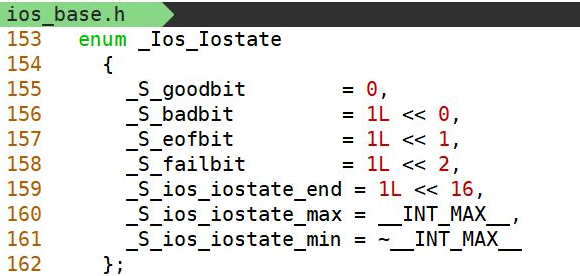 ios_base.h
153 enum _Ios_Iostate
154 {
155 _S_goodbit = 0,
156 _S_badbit = 1L << 0,
157 _S_eofbit = 1L << 1,
158 _S_failbit = 1L << 2,
159 _S_ios_iostate_end = 1L << 16,
160 _S_ios_iostate_max = __INT_MAX__,
161 _S_ios_iostate_min = ~__INT_MAX__
162 };